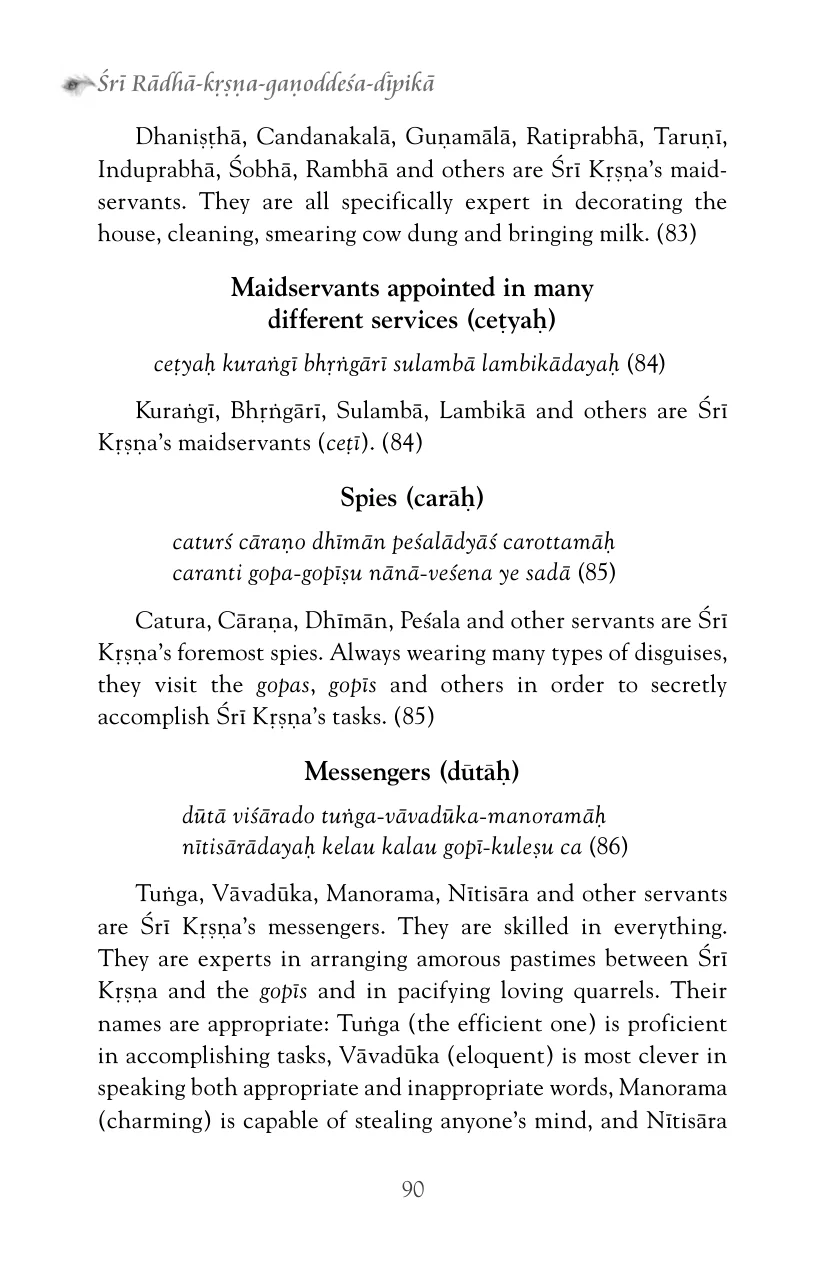 Śrī Rādhā-kṛṣṇa-gaṇoddeśa-dīpikā
Dhaniṣṭhā, Candanakalā, Guṇamālā, Ratiprabhā, Taruṇī,
Induprabhā, Śobhā, Rambhā and others are Śrī Kṛṣṇa’s maid-
servants. They are all specifically expert in decorating the
house, cleaning, smearing cow dung and bringing milk. (83)
Maidservants appointed in many
different services (ceṭyaḥ)
ceṭyaḥ kuraṅgī bhṛṅgārī sulambā lambikādayaḥ (84)
Kuraṅgī, Bhṛṅgārī, Sulambā, Lambikā and others are Śrī
Kṛṣṇa’s maidservants (ceṭī). (84)
Spies (carāḥ)
caturś cāraṇo dhīmān peśalādyāś carottamāḥ
caranti gopa-gopīṣu nānā-veśena ye sadā (85)
Catura, Cāraṇa, Dhīmān, Peśala and other servants are Śrī
Kṛṣṇa’s foremost spies. Always wearing many types of disguises,
they visit the gopas, gopīs and others in order to secretly
accomplish Śrī Kṛṣṇa’s tasks. (85)
Messengers (dūtāḥ)
dūtā viśārado tuṅga-vāvadūka-manoramāḥ
nītisārādayaḥ kelau kalau gopī-kuleṣu ca (86)
Tuṅga, Vāvadūka, Manorama, Nītisāra and other servants
are Śrī Kṛṣṇa’s messengers. They are skilled in everything.
They are experts in arranging amorous pastimes between Śrī
Kṛṣṇa and the gopīs and in pacifying loving quarrels. Their
names are appropriate: Tuṅga (the efficient one) is proficient
in accomplishing tasks, Vāvadūka (eloquent) is most clever in
speaking both appropriate and inappropriate words, Manorama
(charming) is capable of stealing anyone’s mind, and Nītisāra
90